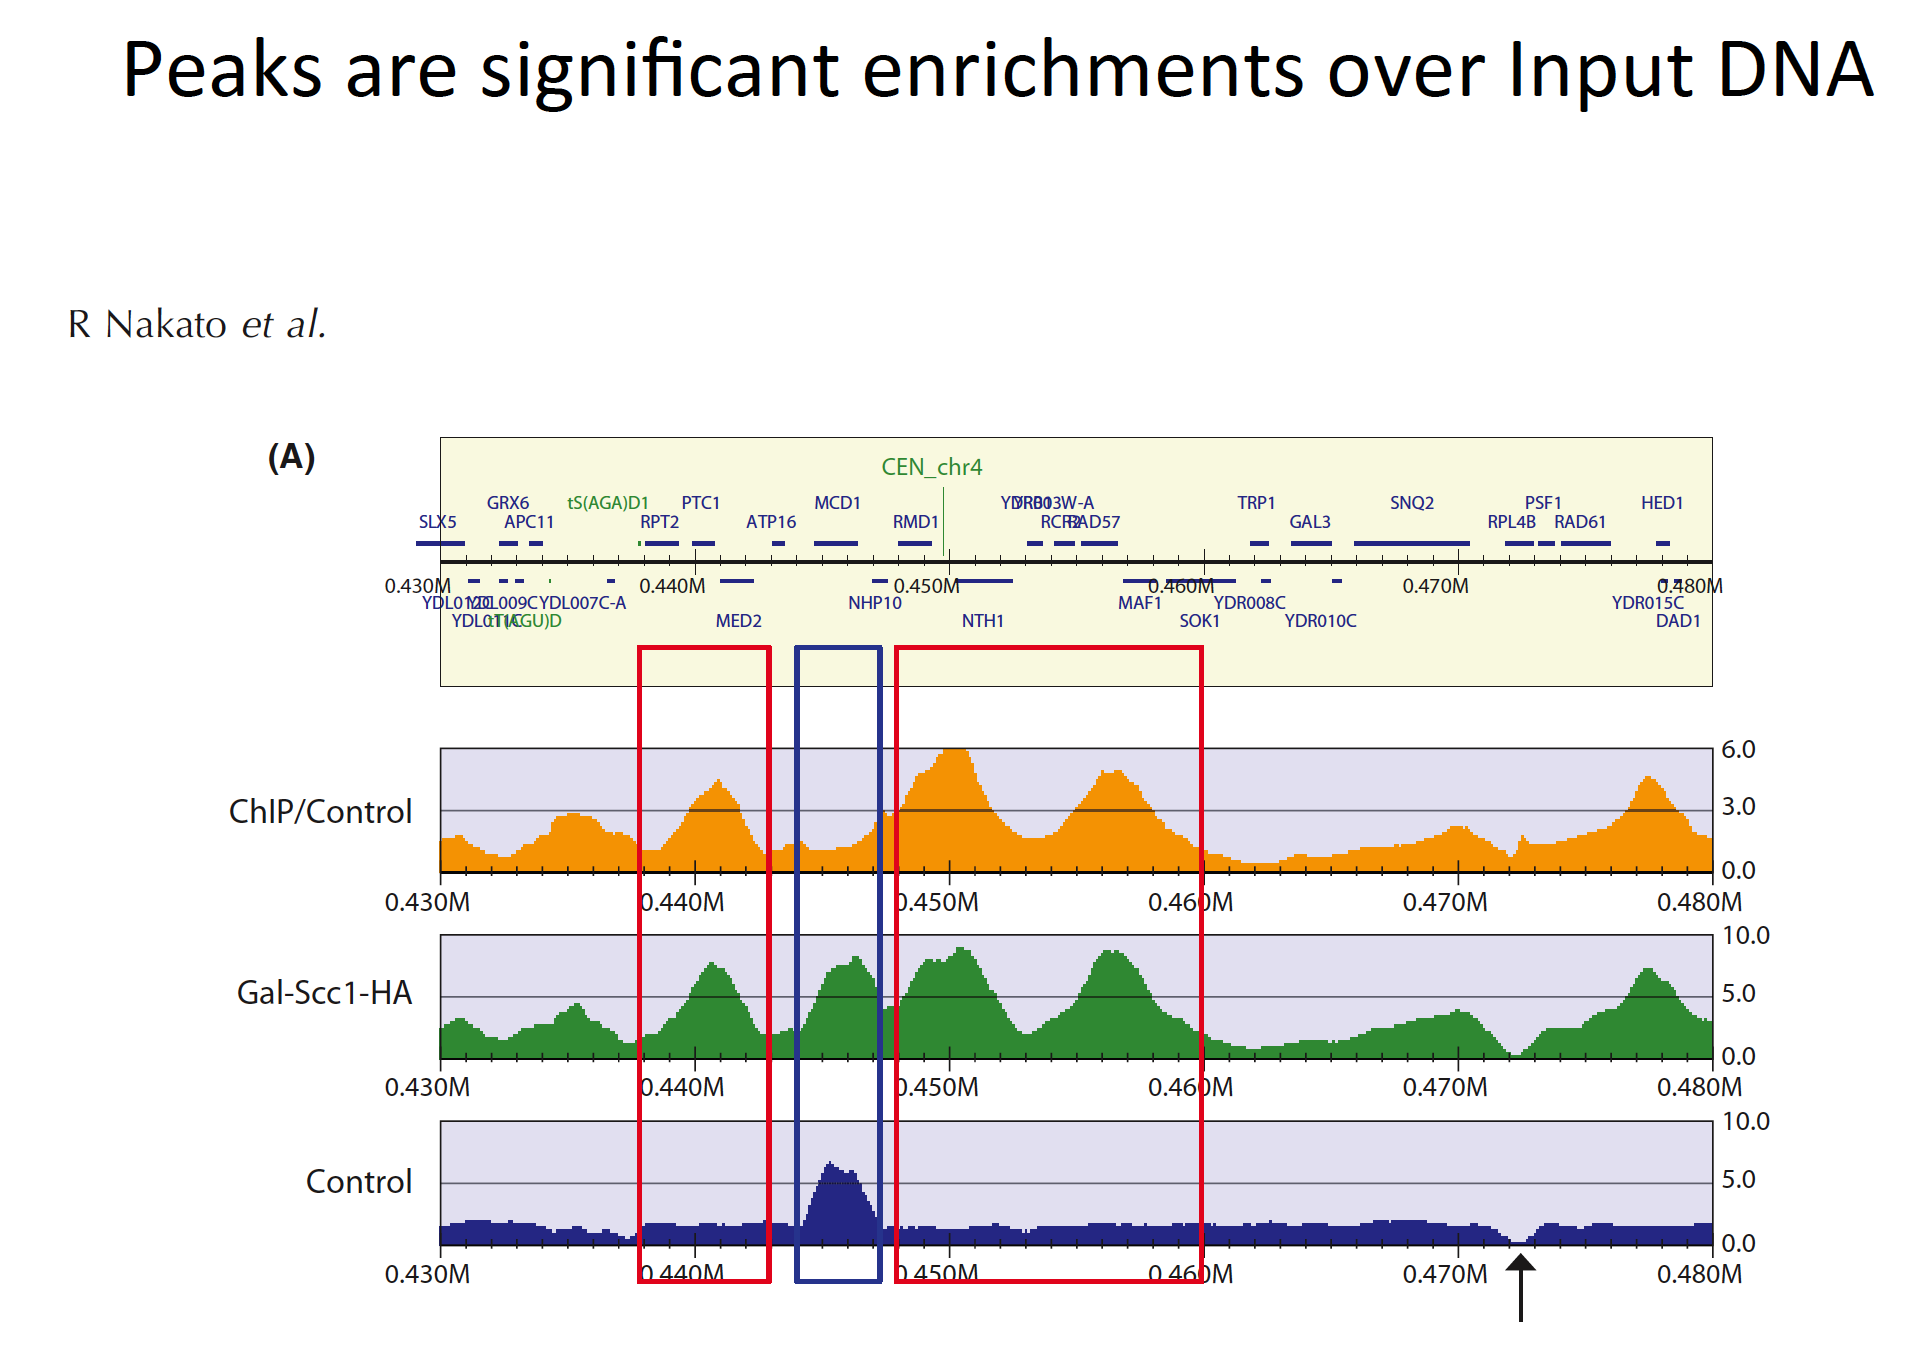 Peaks are significant enrichments over Input DNA
R Nakato et al.
(A)
CEN_chr4
GRX6 tS(AGA)D1 PTC1 MCD1 TRP1 SNQ2 PSF1 HED1
SLX5 APC11 RPT2 ATP16 RMD1 RAD57 GAL3 RPL4B RAD61
0.430M 0.440M 0.450M 0.460M 0.470M 0.480M
YDL009C YDL007C-A NHP10 MAF1 YDR008C YDR015C
MED2 NTH1 SOK1 YDR010C DAD1
ChIP/Control
6.0
3.0
0.0
0.430M 0.440M 0.450M 0.460M 0.470M 0.480M
Gal-Scc1-HA
10.0
5.0
0.0
0.430M 0.440M 0.450M 0.460M 0.470M 0.480M
Control
10.0
5.0
0.0
0.430M 0.440M 0.450M 0.460M 0.470M 0.480M